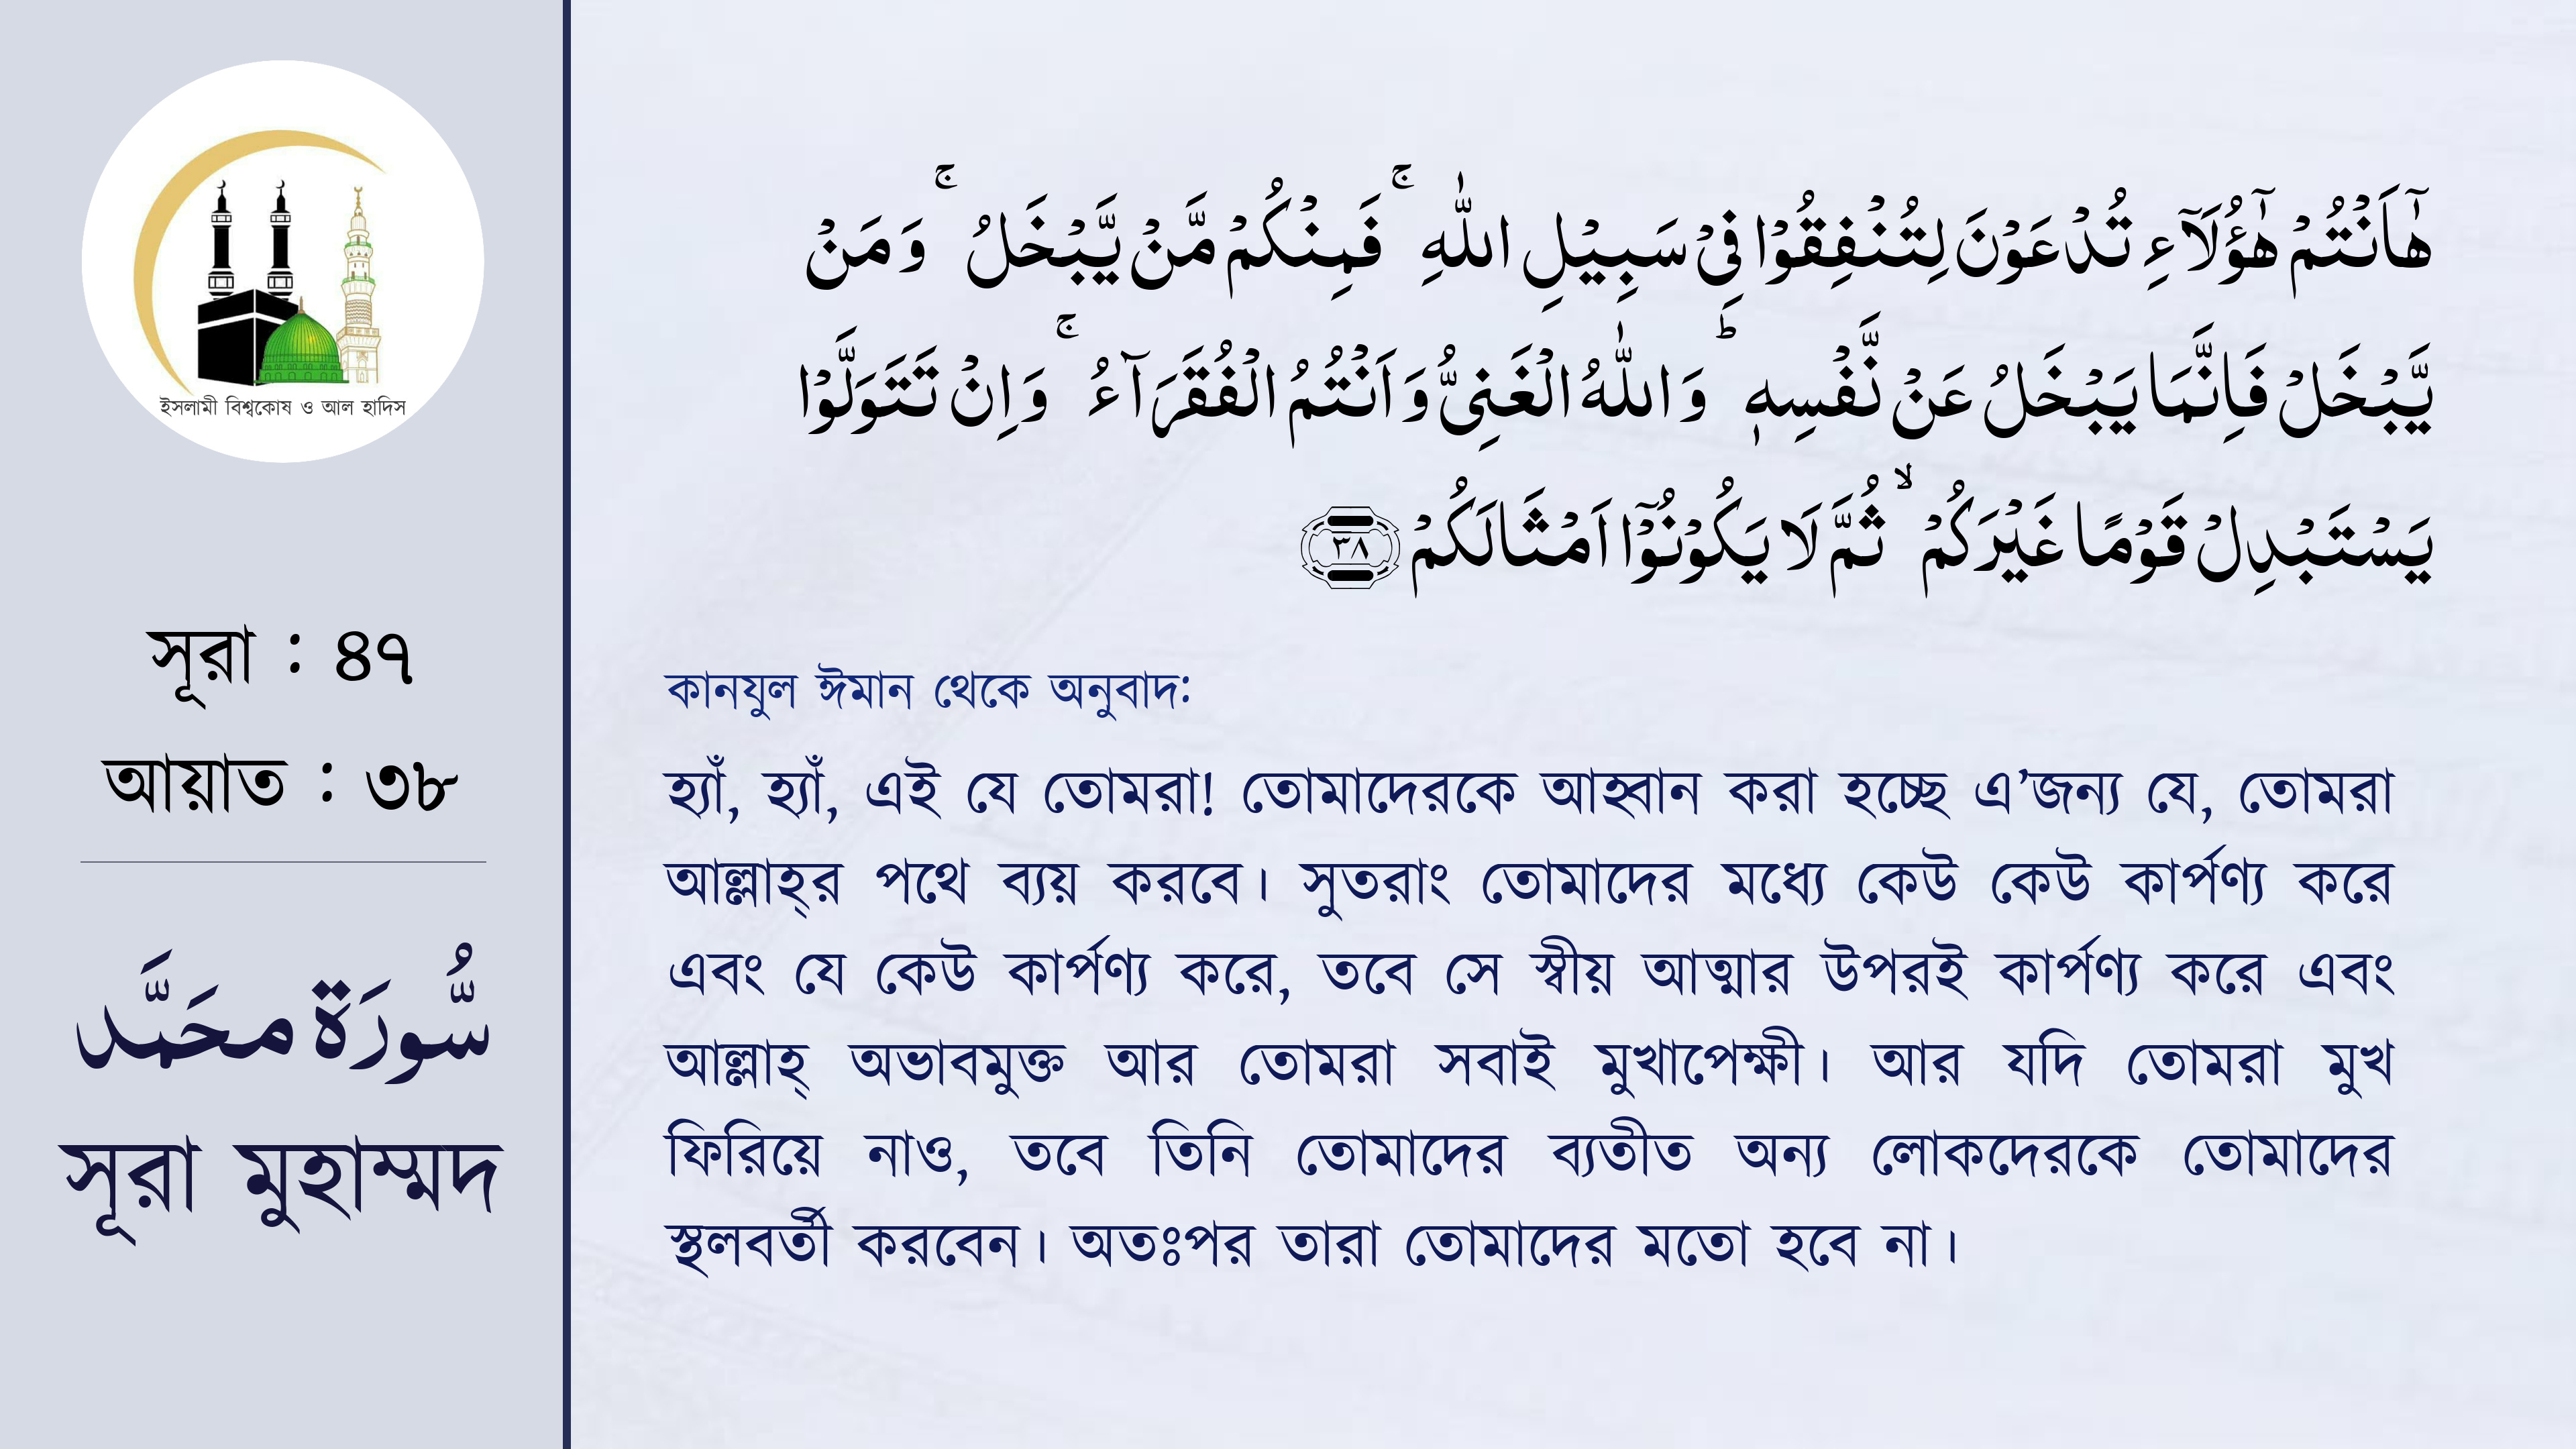 ইসলামী বিশ্বকোষ ও আল হাদিস
সূরা : ৪৭
আয়াত : ৩৮
سُّورَة محَمَّد
সূরা মুহাম্মদ
هٰۤاَنْتُمْ هٰۤؤُلَآءِ تُدْعَوْنَ لِتُنْفِقُوْا فِیْ سَبِیْلِ اللّٰهِ ۚ فَمِنْكُمْ مَّنْ یَّبْخَلُ ۚ وَ مَنْ
یَّبْخَلْ فَاِنَّمَا یَبْخَلُ عَنْ نَّفْسِهٖ ؕ وَ اللّٰهُ الْغَنِیُّ وَ اَنْتُمُ الْفُقَرَآءُ ۚ وَ اِنْ تَتَوَلَّوْا
یَسْتَبْدِلْ قَوْمًا غَیْرَكُمْ ۙ ثُمَّ لَا یَكُوْنُوْۤا اَمْثَالَكُمْ ﴿۳۸﴾
কানযুল ঈমান থেকে অনুবাদ:
হ্যাঁ, হ্যাঁ, এই যে তোমরা! তোমাদেরকে আহ্বান করা হচ্ছে এ’জন্য যে, তোমরা
আল্লাহ্‌র পথে ব্যয় করবে। সুতরাং তোমাদের মধ্যে কেউ কেউ কার্পণ্য করে
এবং যে কেউ কার্পণ্য করে, তবে সে স্বীয় আত্মার উপরই কার্পণ্য করে এবং
আল্লাহ্ অভাবমুক্ত আর তোমরা সবাই মুখাপেক্ষী। আর যদি তোমরা মুখ
ফিরিয়ে নাও, তবে তিনি তোমাদের ব্যতীত অন্য লোকদেরকে তোমাদের
স্থলবর্তী করবেন। অতঃপর তারা তোমাদের মতো হবে না।